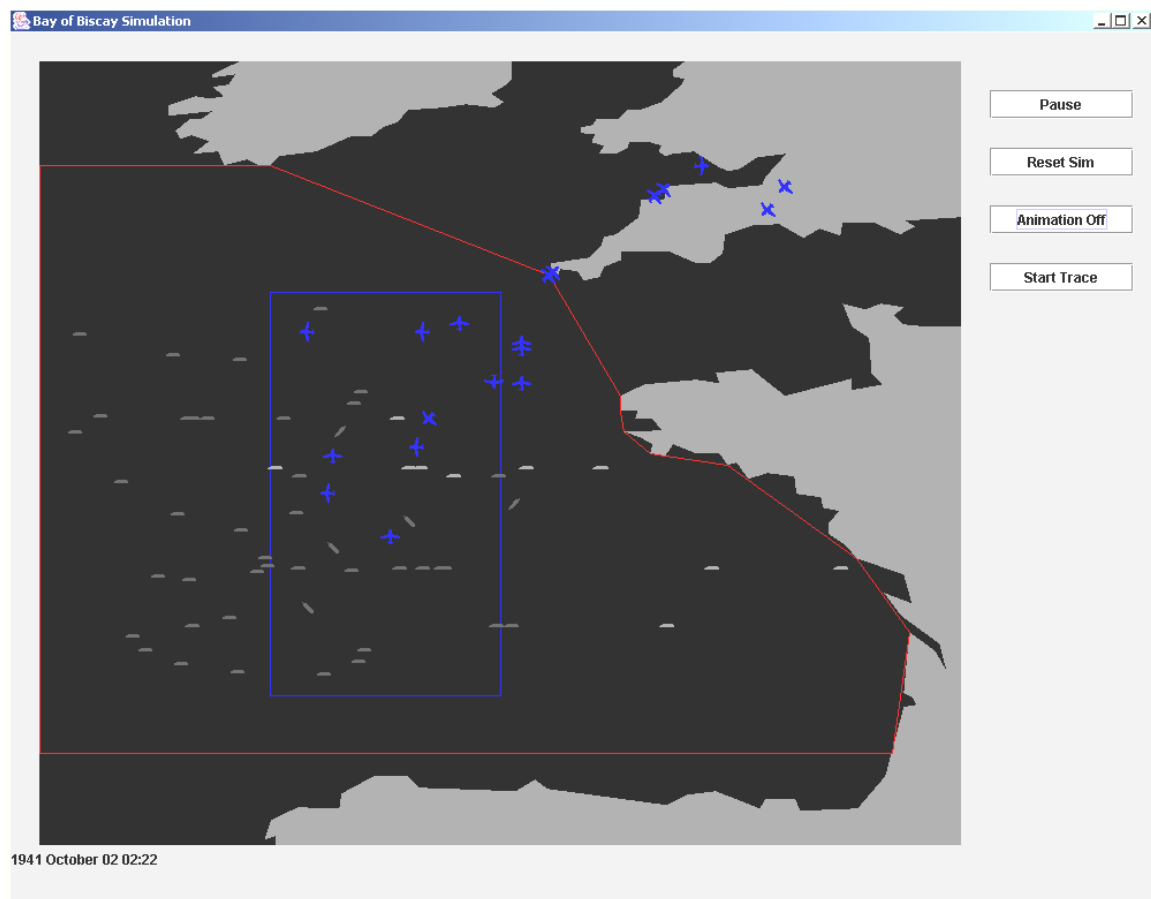 Bay of Biscay Simulation
Pause
Reset Sim
Animation Off
Start Trace
1941 October 02 02:22